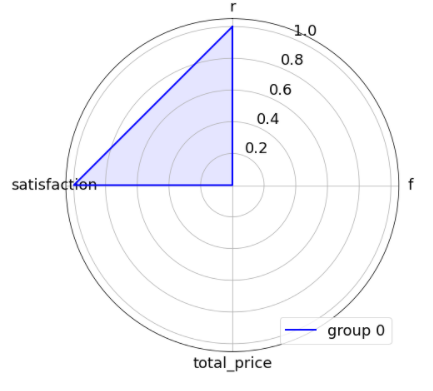 r
1.0
0.8
0.6
0.4
0.2
satisfaction
f
group 0
total_price